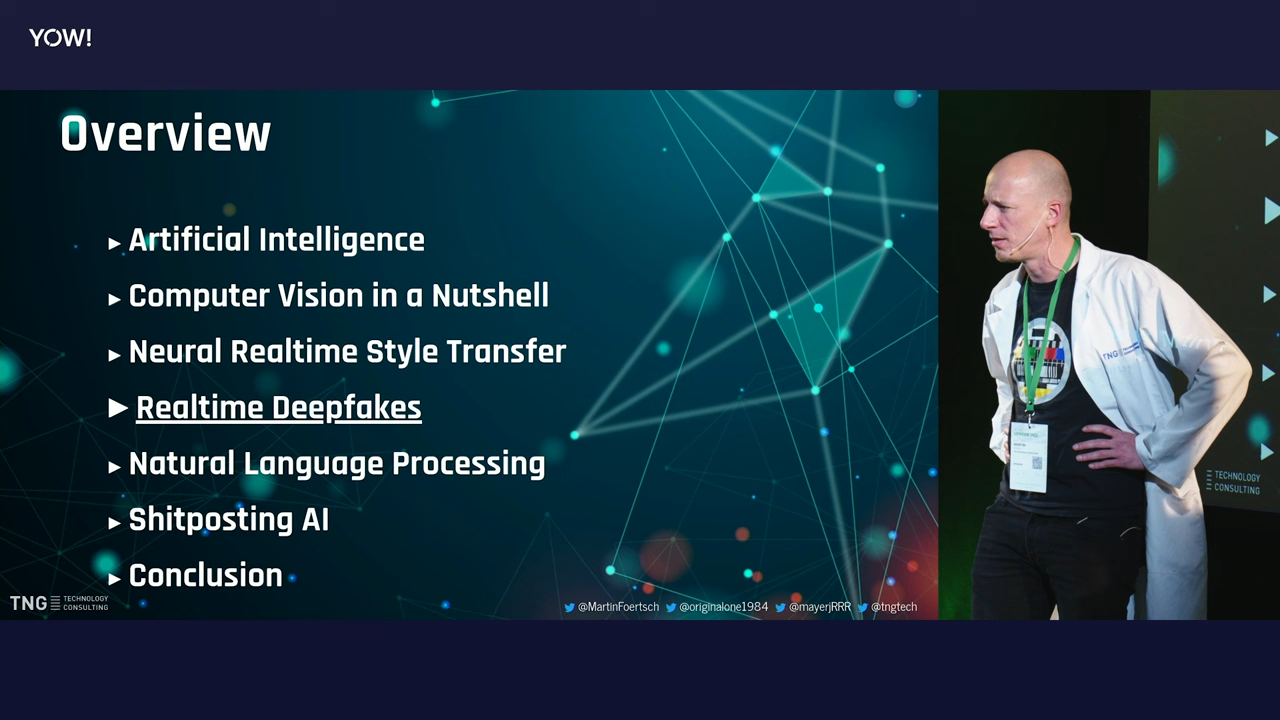 YOW!
Overview
▸ Artificial Intelligence
▸ Computer Vision in a Nutshell
▸ Neural Realtime Style Transfer
▸ Realtime Deepfakes
▸ Natural Language Processing
▸ Shitposting AI
▸ Conclusion
TNG TECHNOLOGY CONSULTING
@MartinFoertsch @originalone1984 @mayerjRRR @tngtech
TNG
TECHNOLOGY
CONSULTING